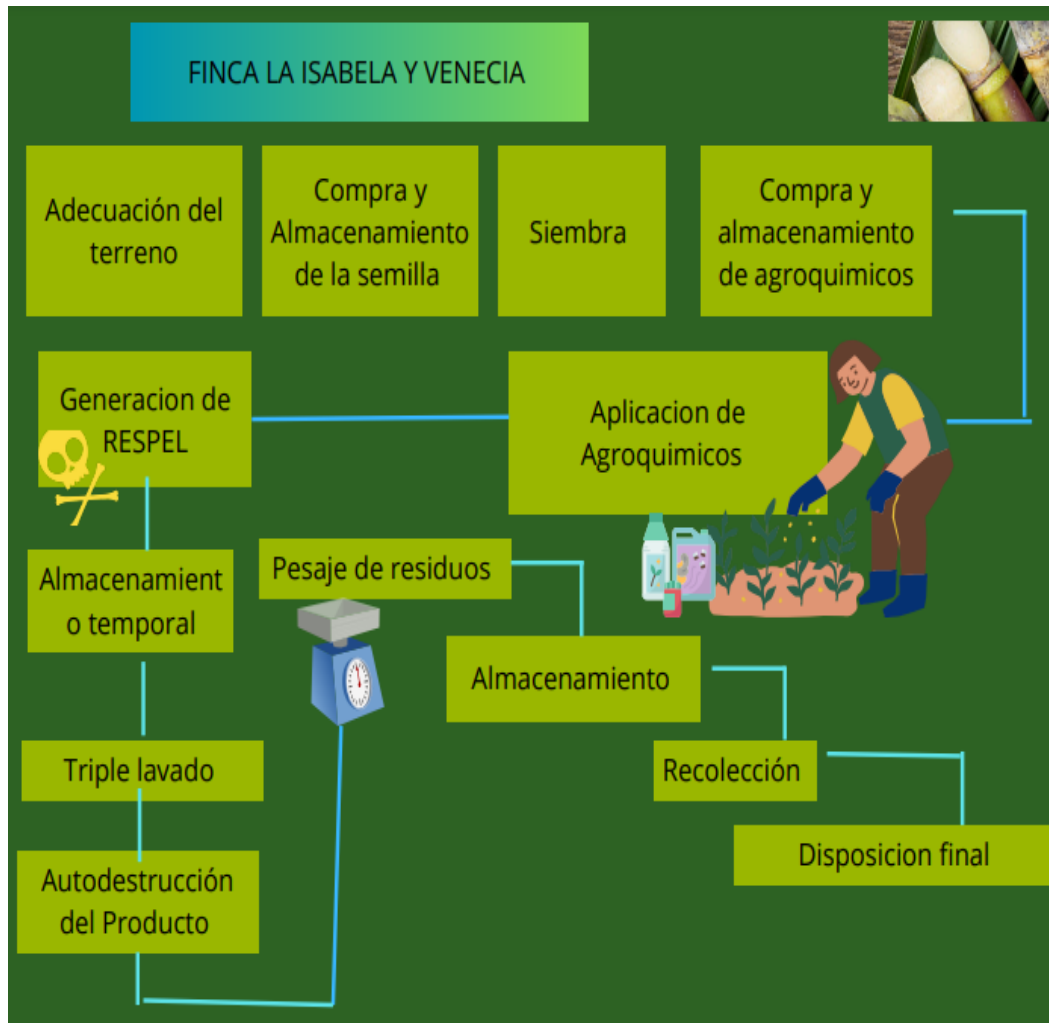 FINCA LA ISABELA Y VENECIA
Adecuación del
terreno
Compra y
Almacenamiento
de la semilla
Siembra
Compra y
almacenamiento
de agroquimicos
Aplicacion de
Agroquimicos
Generacion de
RESPEL
Almacenamient
o temporal
Triple lavado
Autodestrucción
del Producto
Pesaje de residuos
Almacenamiento
Recolección
Disposicion final